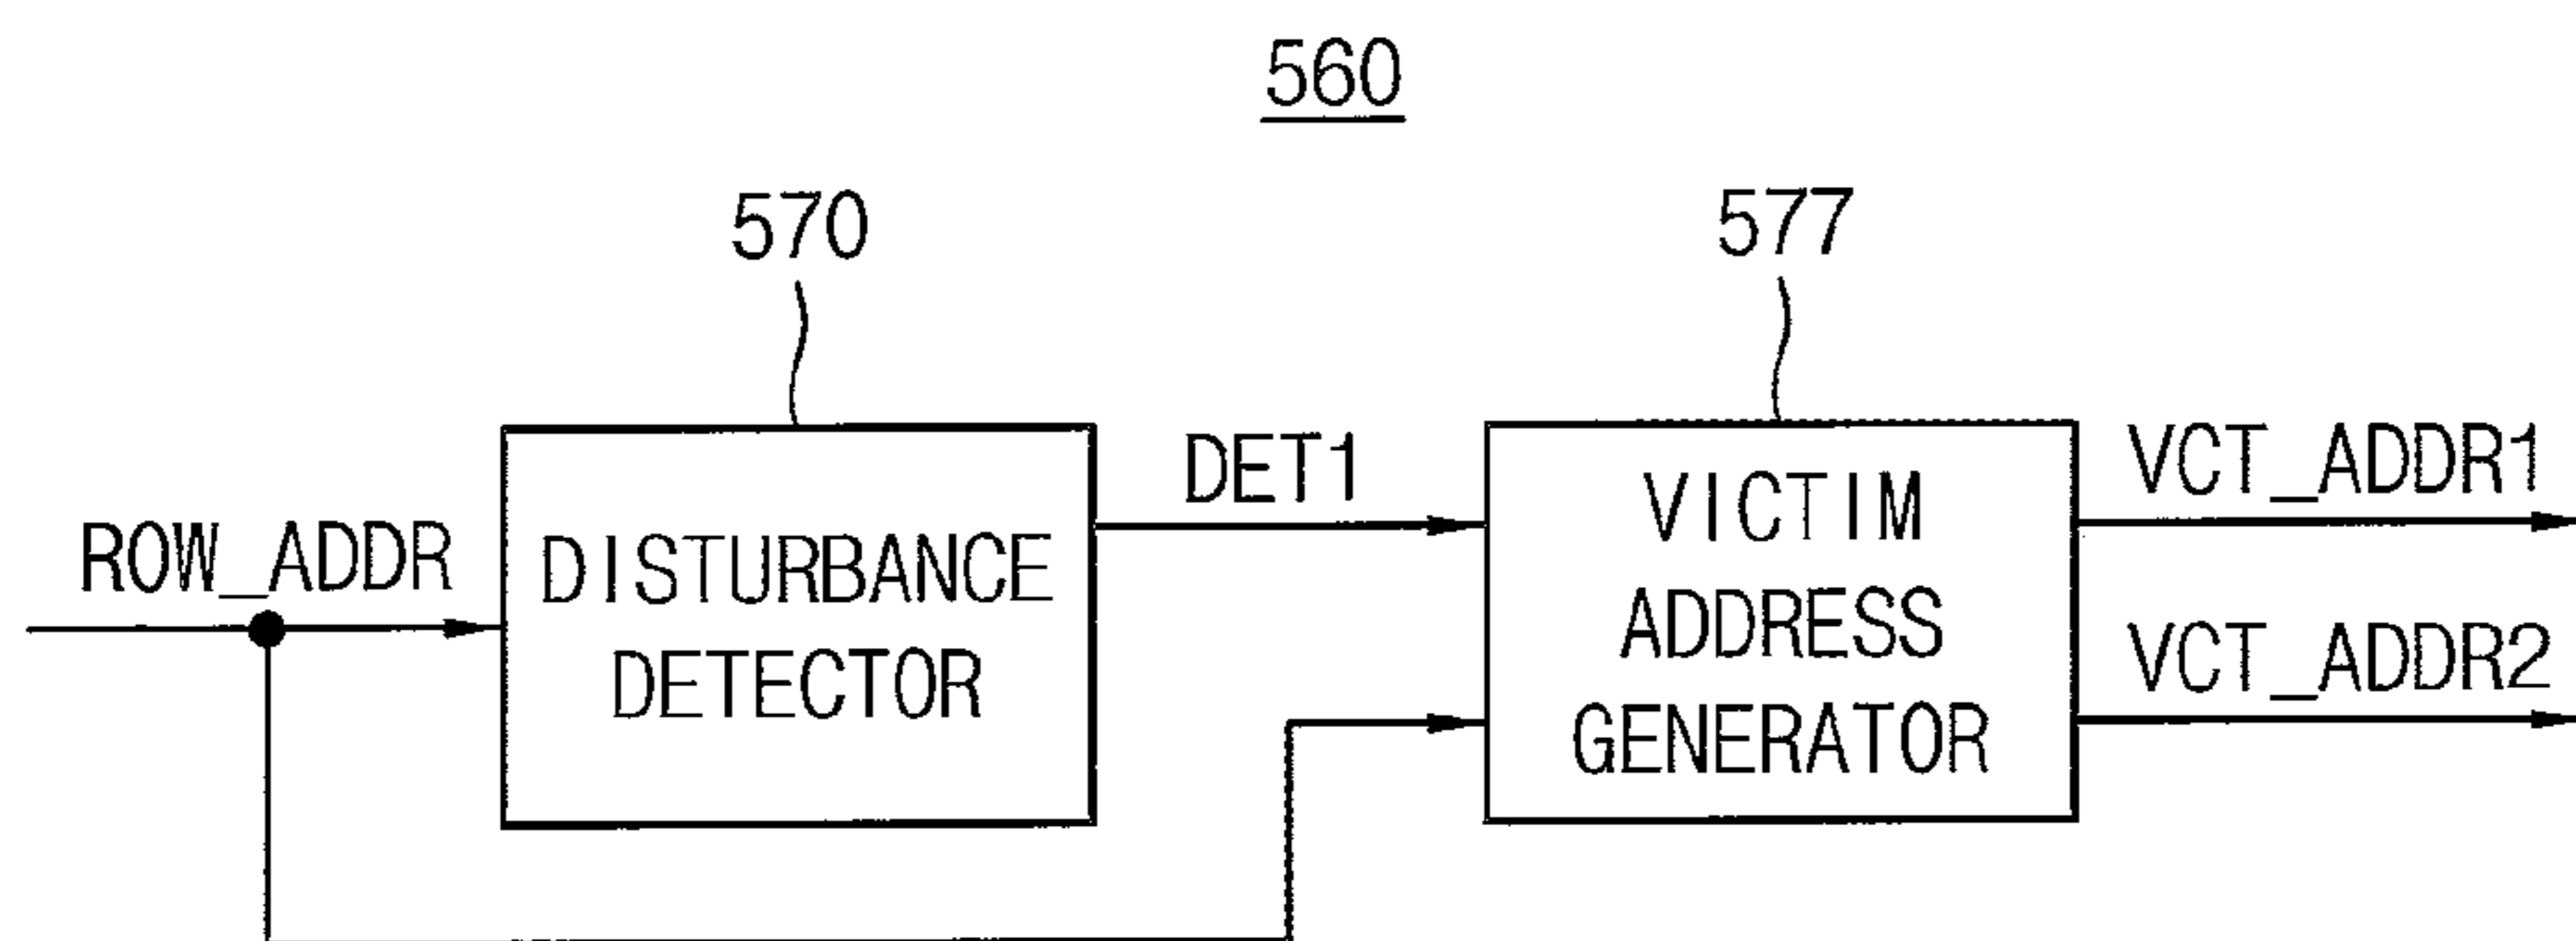 560
570
577
ROW_ADDR
DISTURBANCE
DETECTOR
DET1
VICTIM
ADDRESS
GENERATOR
VCT_ADDR1
VCT_ADDR2